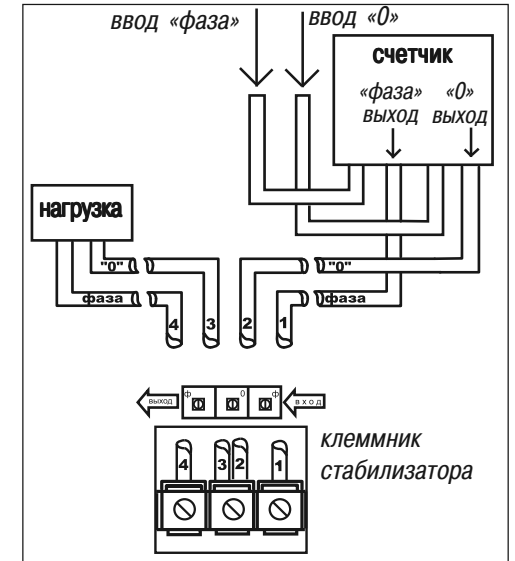 ввод «фаза»
ввод «0»
счетчик
«фаза» «0»
выход выход
нагрузка
"0"
"0"
фаза
фаза
4 3 2 1
ф 0 ф
выход
вход
4 3 2 1
клеммник
стабилизатора